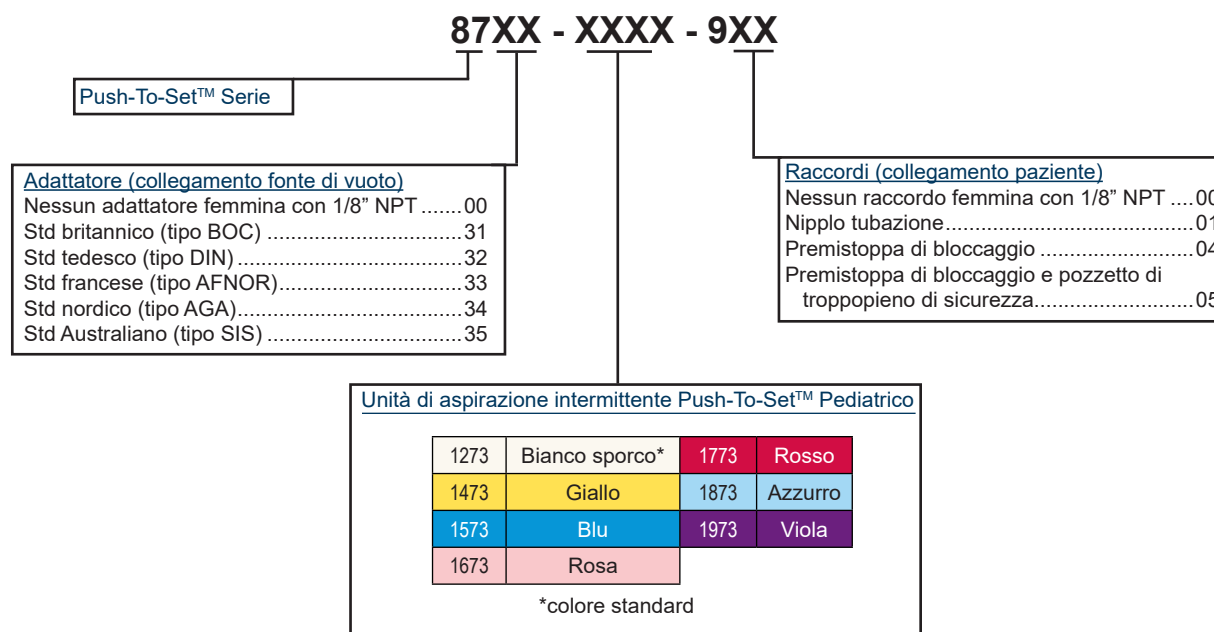 87XX - XXXX - 9XX
Push-To-Set™ Serie
Adattatore (collegamento fonte di vuoto)
Nessun adattatore femmina con 1/8” NPT .......00
Std britannico (tipo BOC) ...................................31
Std tedesco (tipo DIN)........................................32
Std francese (tipo AFNOR).................................33
Std nordico (tipo AGA)........................................34
Std Australiano (tipo SIS) ...................................35
Raccordi (collegamento paziente)
Nessun raccordo femmina con 1/8” NPT ....00
Nipplo tubazione............................................01
Premistoppa di bloccaggio ...........................04
Premistoppa di bloccaggio e pozzetto di
troppopieno di sicurezza............................05
Unità di aspirazione intermittente Push-To-Set™ Pediatrico
1273 Bianco sporco* 1773 Rosso
1473 Giallo 1873 Azzurro
1573 Blu 1973 Viola
1673 Rosa
*colore standard